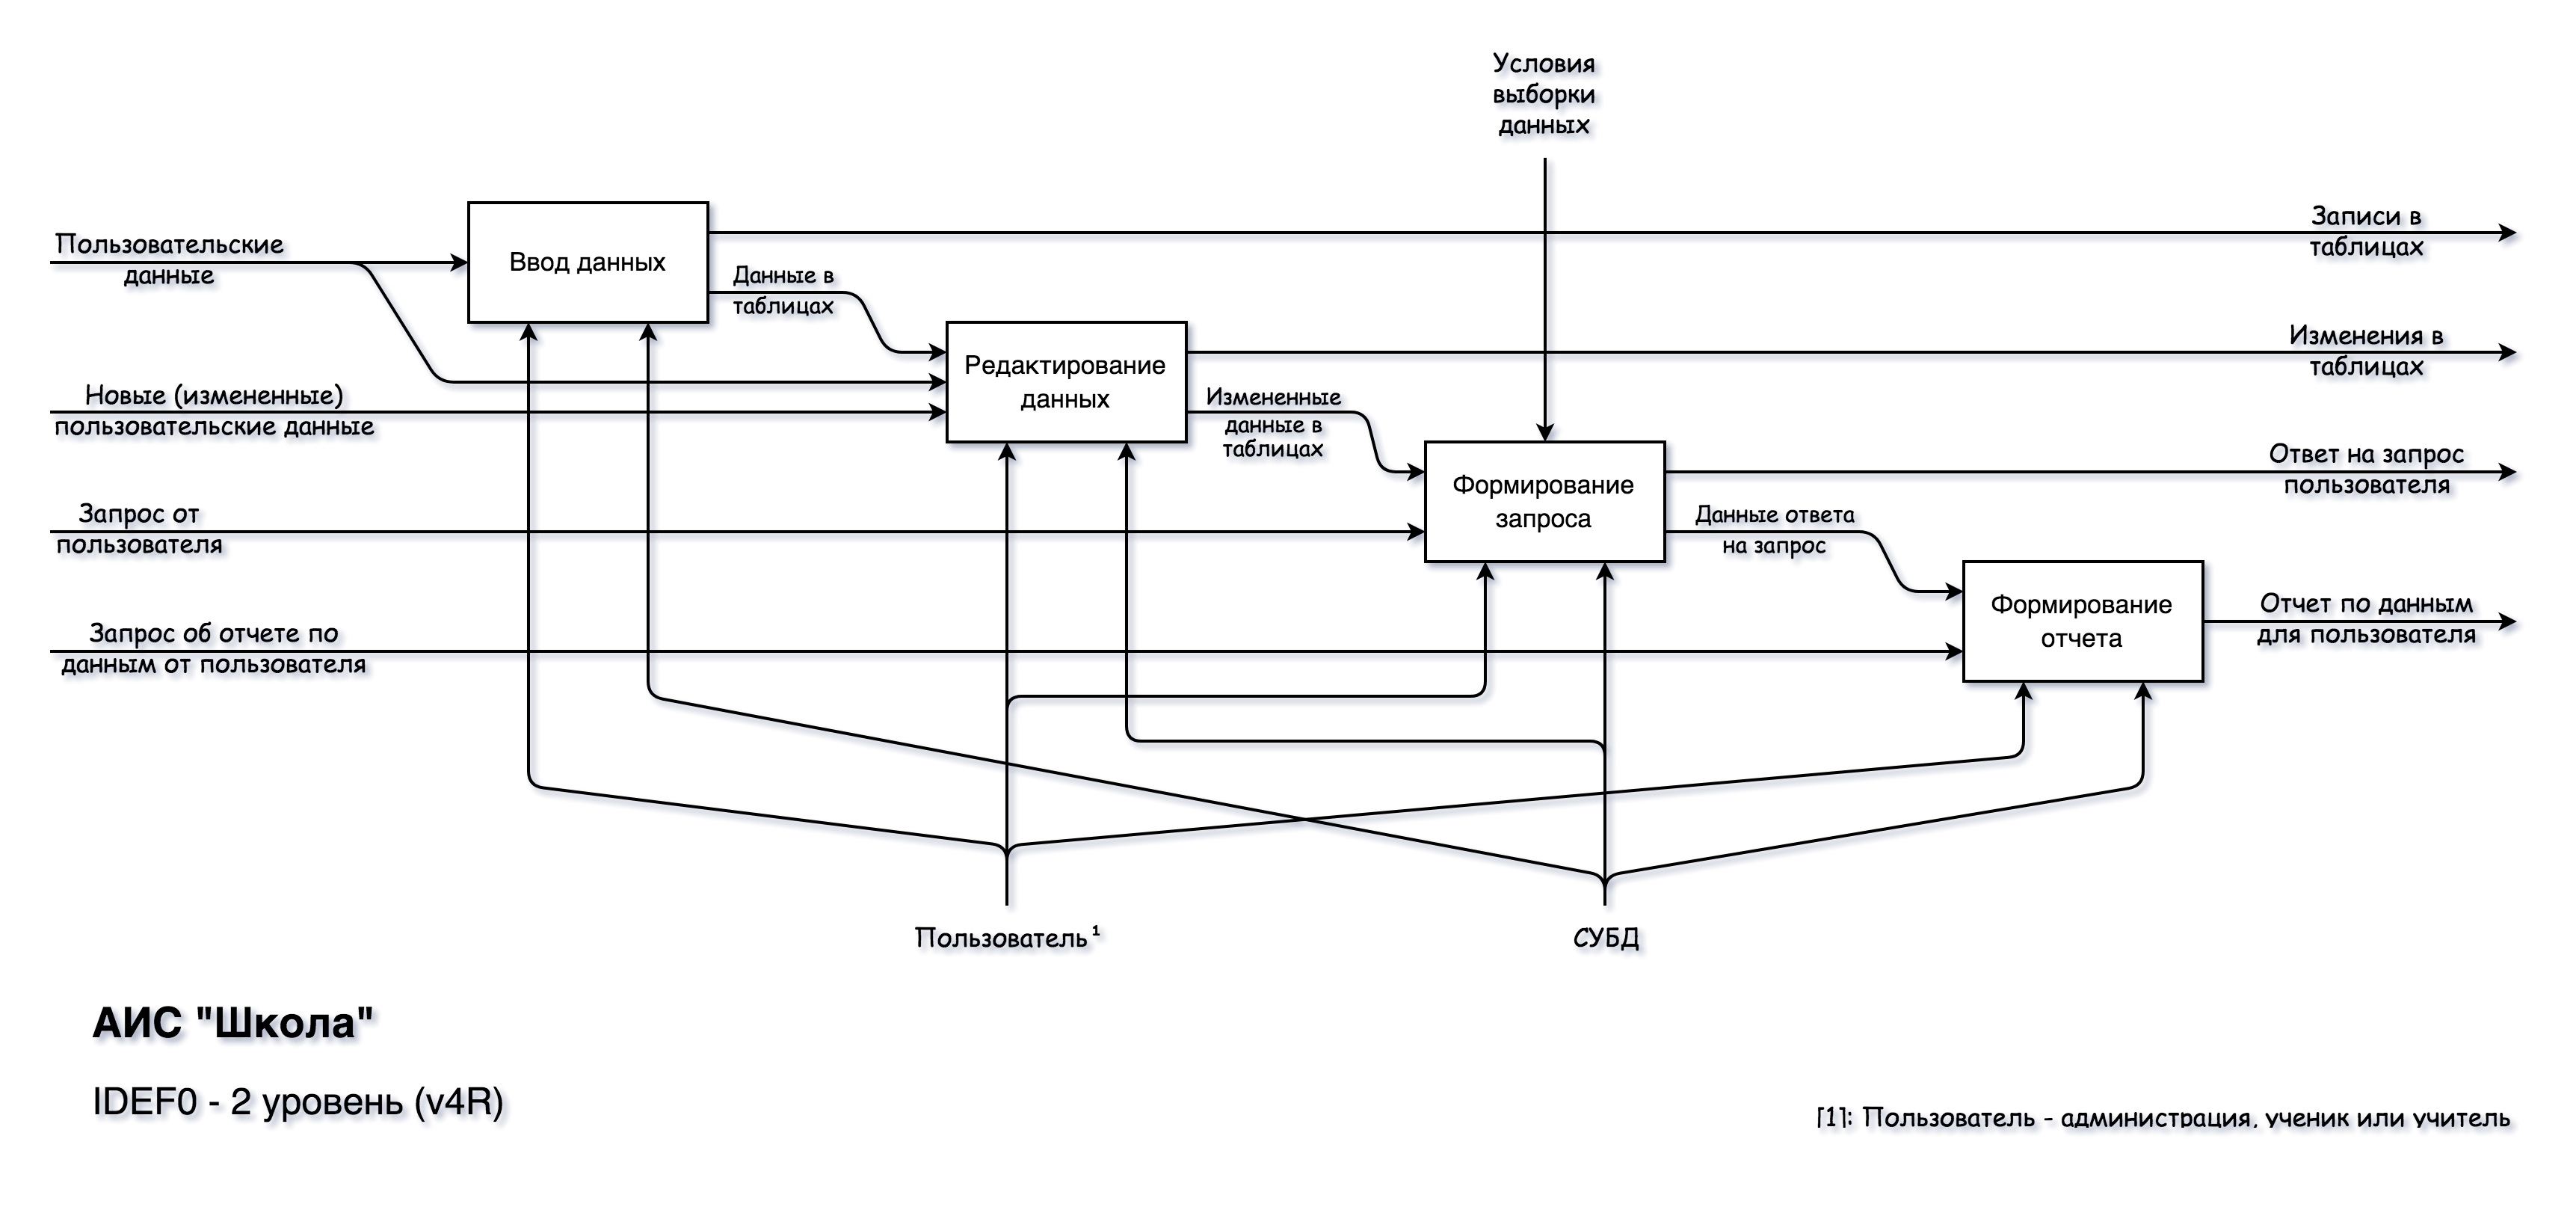 Условия
выборки
данных
Записи в
таблицах
Пользовательские
данные
Ввод данных
Данные в
таблицах
Изменения в
таблицах
Редактирование
данных
Новые (измененные)
пользовательские данные
Измененные
данные в
таблицах
Ответ на запрос
пользователя
Формирование
запроса
Запрос от
пользователя
Данные ответа
на запрос
Формирование
отчета
Отчет по данным
для пользователя
Запрос об отчете по
данным от пользователя
Пользователь¹
СУБД
АИС "Школа"
IDEF0 - 2 уровень (v4R)
[1]: Пользователь - администрация, ученик или учитель